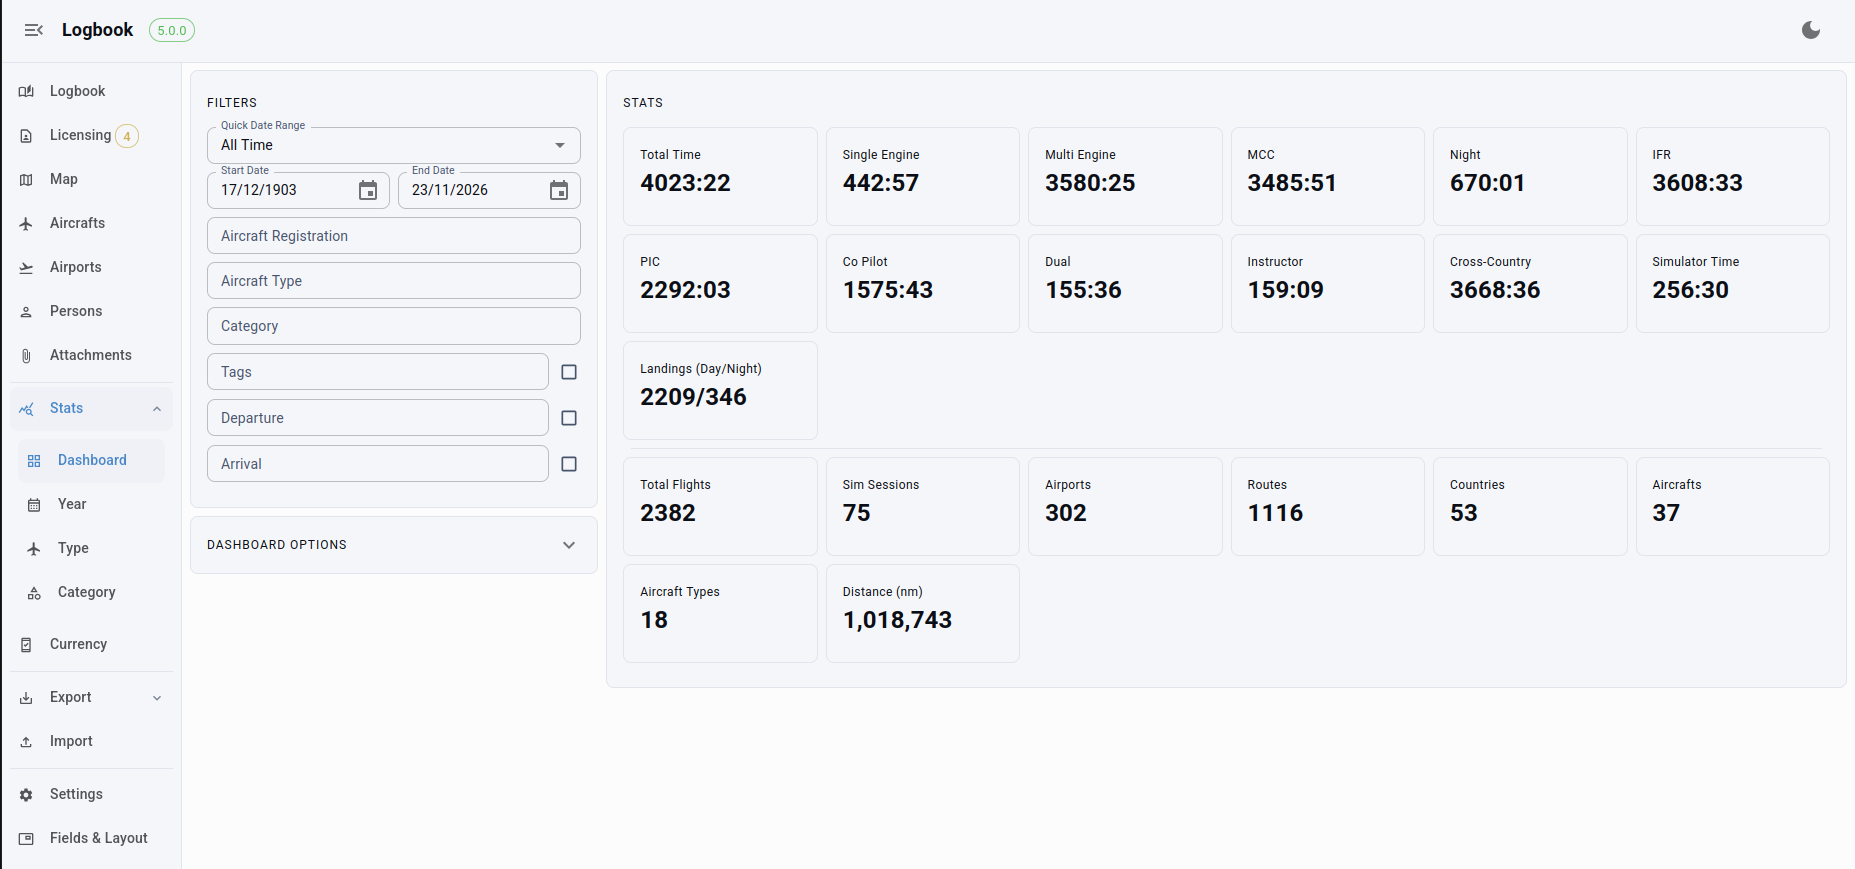 Logbook 5.0.0
Logbook
Licensing 4
Map
Aircrafts
Airports
Persons
Attachments
Stats
Dashboard
Year
Type
Category
Currency
Export
Import
Settings
Fields & Layout
FILTERS
Quick Date Range
All Time
Start Date
17/12/1903
End Date
23/11/2026
Aircraft Registration
Aircraft Type
Category
Tags
Departure
Arrival
DASHBOARD OPTIONS
STATS
Total Time
4023:22
Single Engine
442:57
Multi Engine
3580:25
MCC
3485:51
Night
670:01
IFR
3608:33
PIC
2292:03
Co Pilot
1575:43
Dual
155:36
Instructor
159:09
Cross-Country
3668:36
Simulator Time
256:30
Landings (Day/Night)
2209/346
Total Flights
2382
Sim Sessions
75
Airports
302
Routes
1116
Countries
53
Aircrafts
37
Aircraft Types
18
Distance (nm)
1,018,743